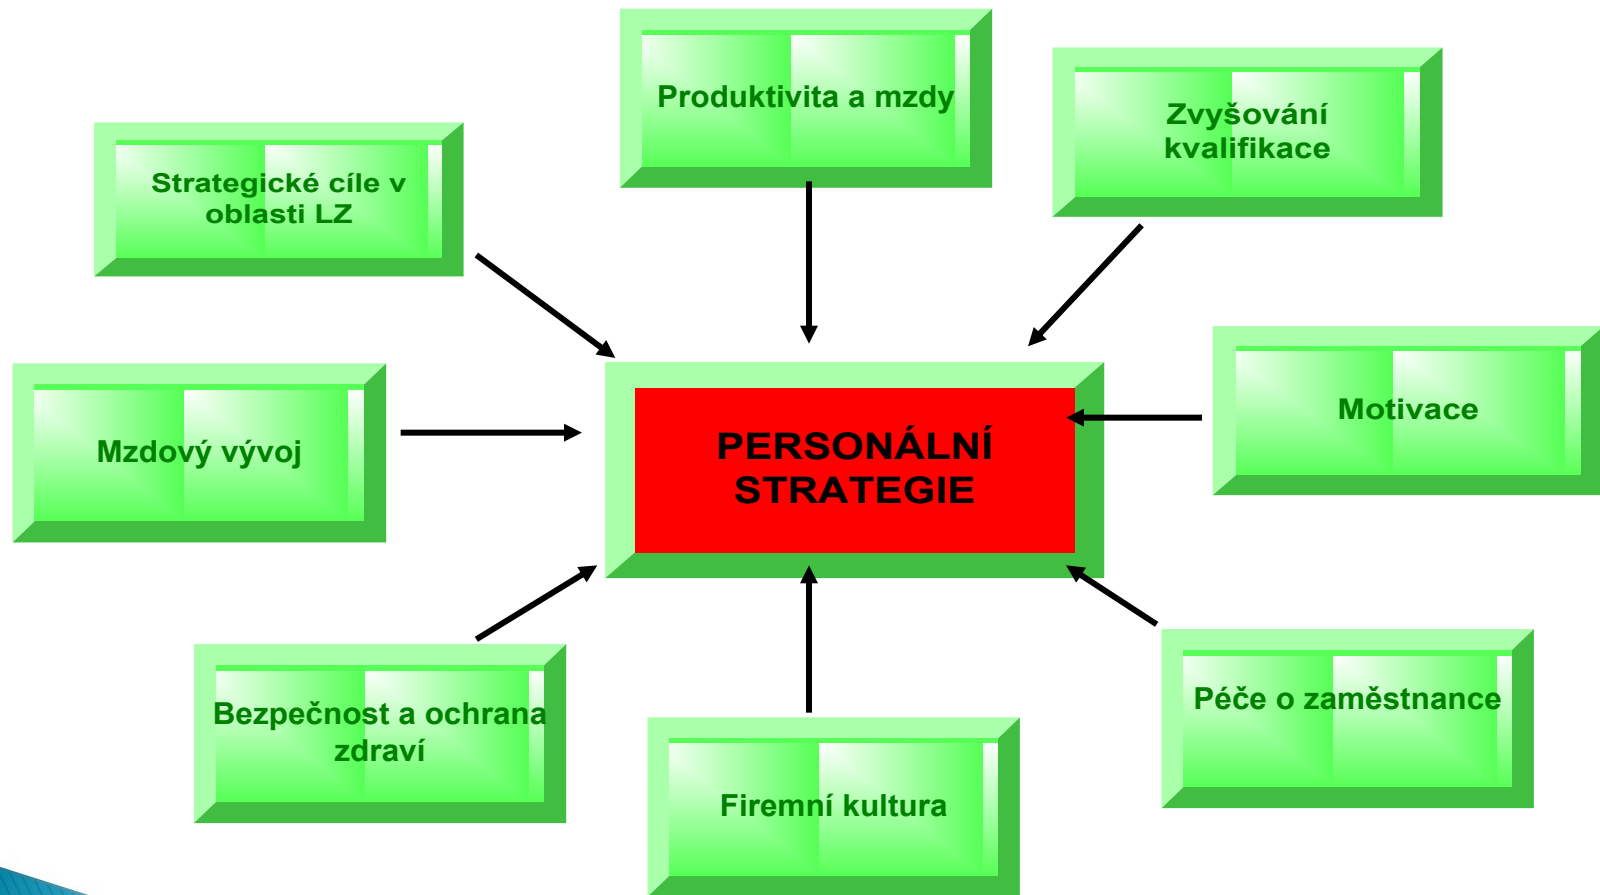 Produktivita a mzdy
Zvyšování
kvalifikace
Strategické cíle v
oblasti LZ
Motivace
Mzdový vývoj
PERSONÁLNÍ
STRATEGIE
Péče o zaměstnance
Bezpečnost a ochrana
zdraví
Firemní kultura